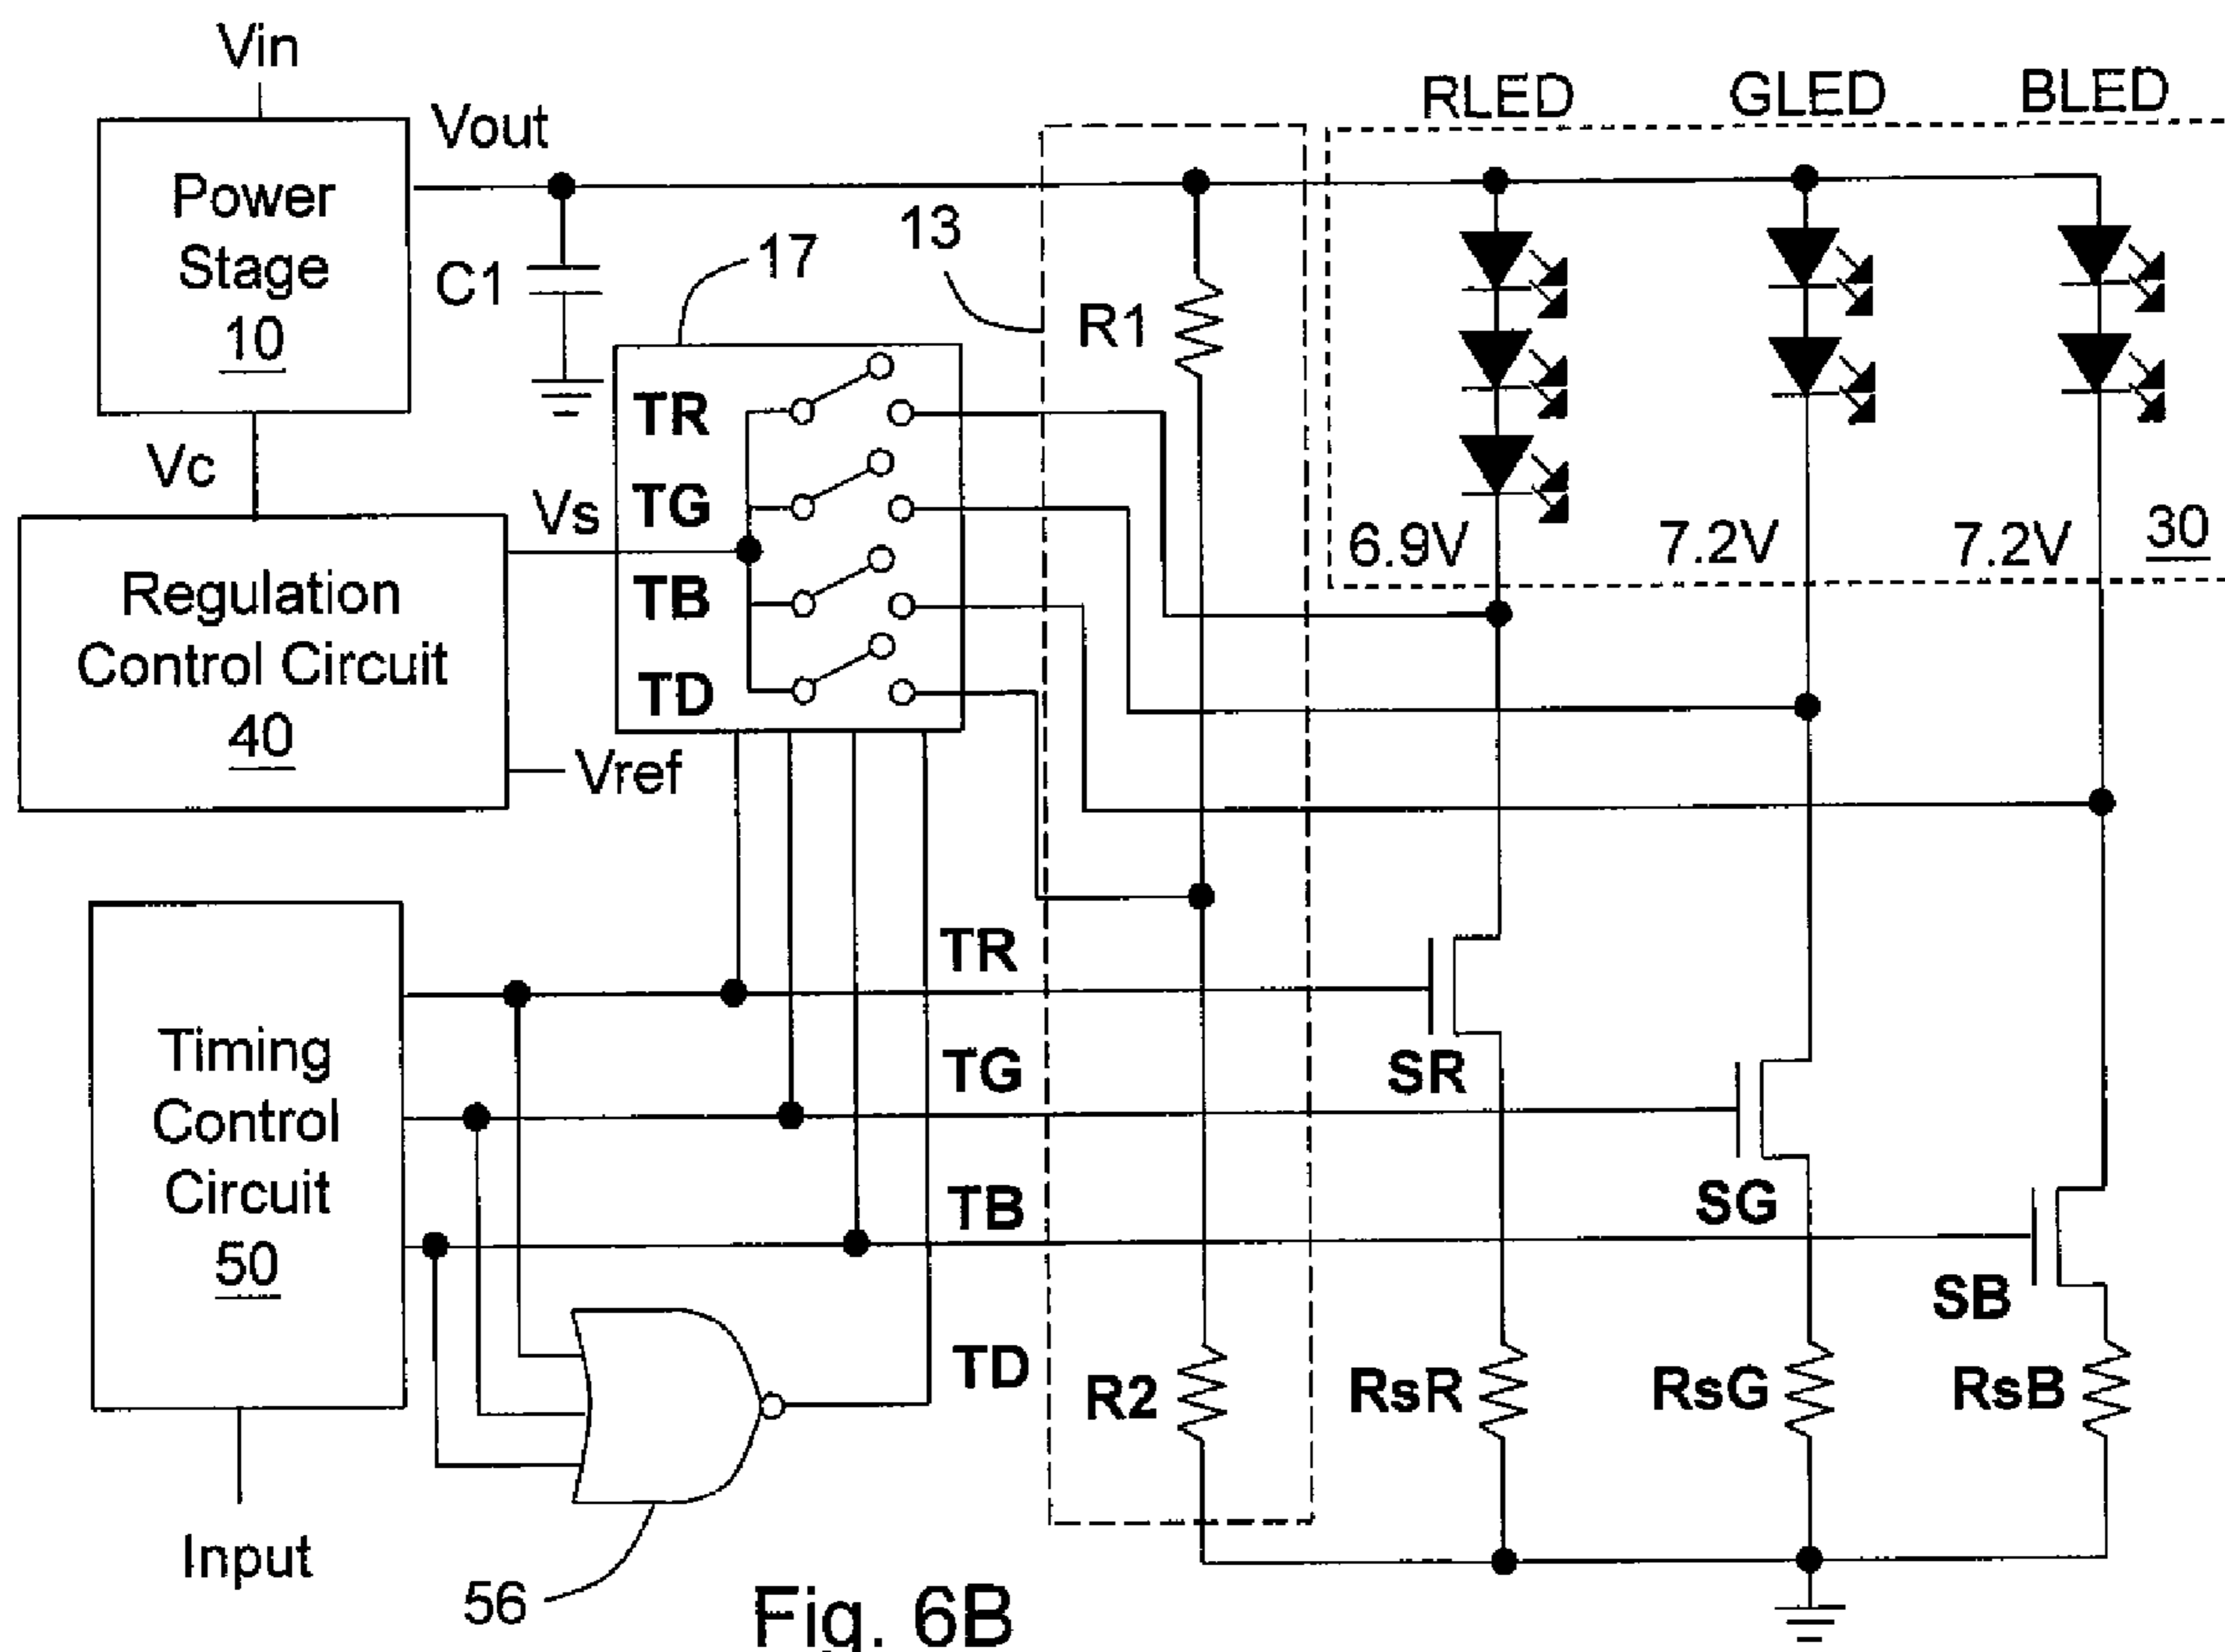 Vin
RLED
GLED
BLED
Vout
Power
Stage
10
13
17
C1
R1
TR
Vc
Vs
TG
6.9V
7.2V
7.2V
30
Regulation
Control Circuit
40
TB
TD
Vref
TR
Timing
Control
Circuit
50
TG
SR
TB
SG
SB
TD
R2
RsR
RsG
RsB
Input
56
Fig. 6B